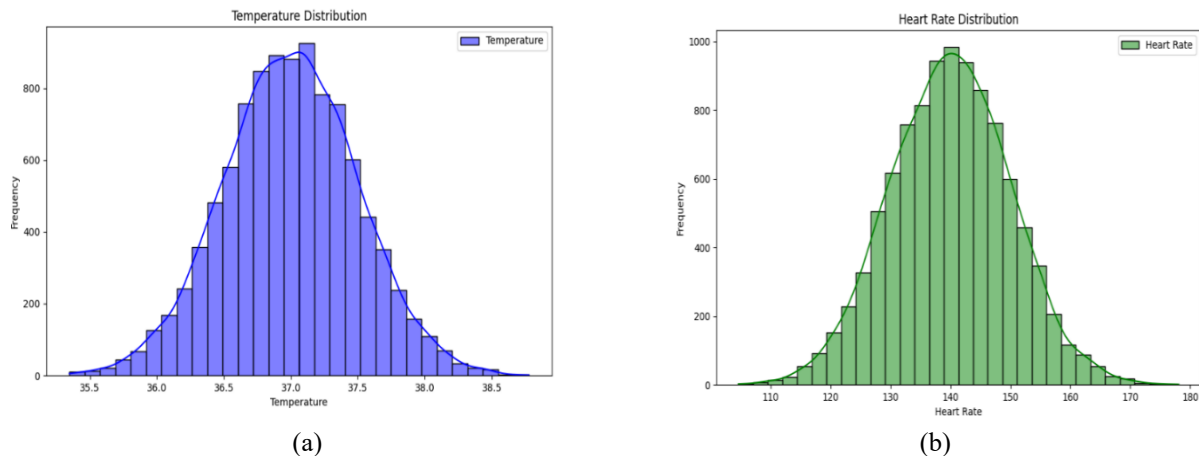 Temperature Distribution
Temperature
Frequency
800
600
400
200
0
35.5 36.0 36.5 37.0 37.5 38.0 38.5
Temperature
(a)
Heart Rate Distribution
Heart Rate
Frequency
1000
800
600
400
200
0
110 120 130 140 150 160 170 180
Heart Rate
(b)